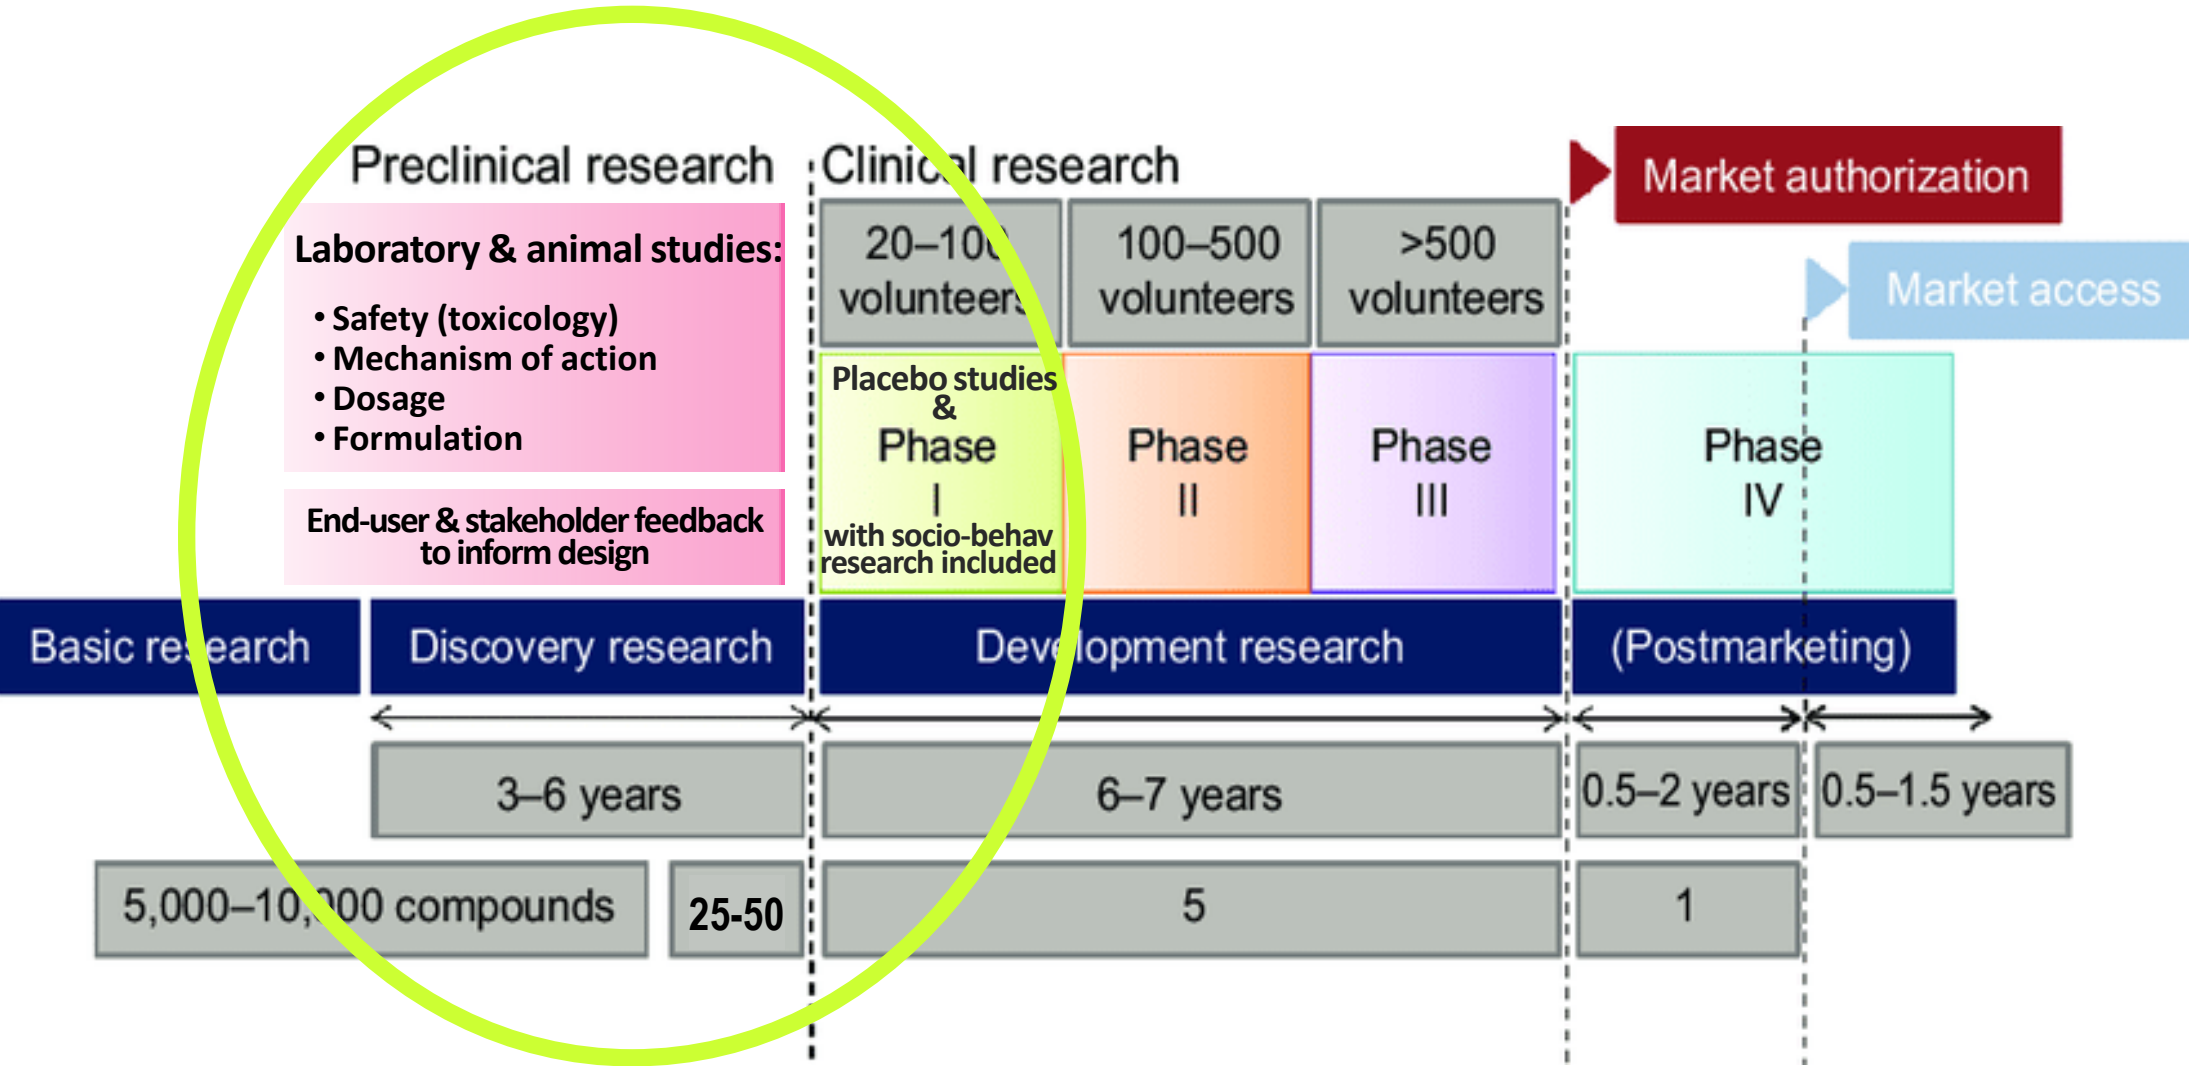 Preclinical research
Clinical research
Market authorization
Market access
Laboratory & animal studies:
• Safety (toxicology)
• Mechanism of action
• Dosage
• Formulation
End-user & stakeholder feedback
to inform design
20–100
volunteers
100–500
volunteers
>500
volunteers
Placebo studies
&
Phase
I
with socio-behav
research included
Phase
II
Phase
III
Phase
IV
Basic research
Discovery research
Development research
(Postmarketing)
3–6 years
6–7 years
0.5–2 years
0.5–1.5 years
5,000–10,000 compounds
25-50
5
1